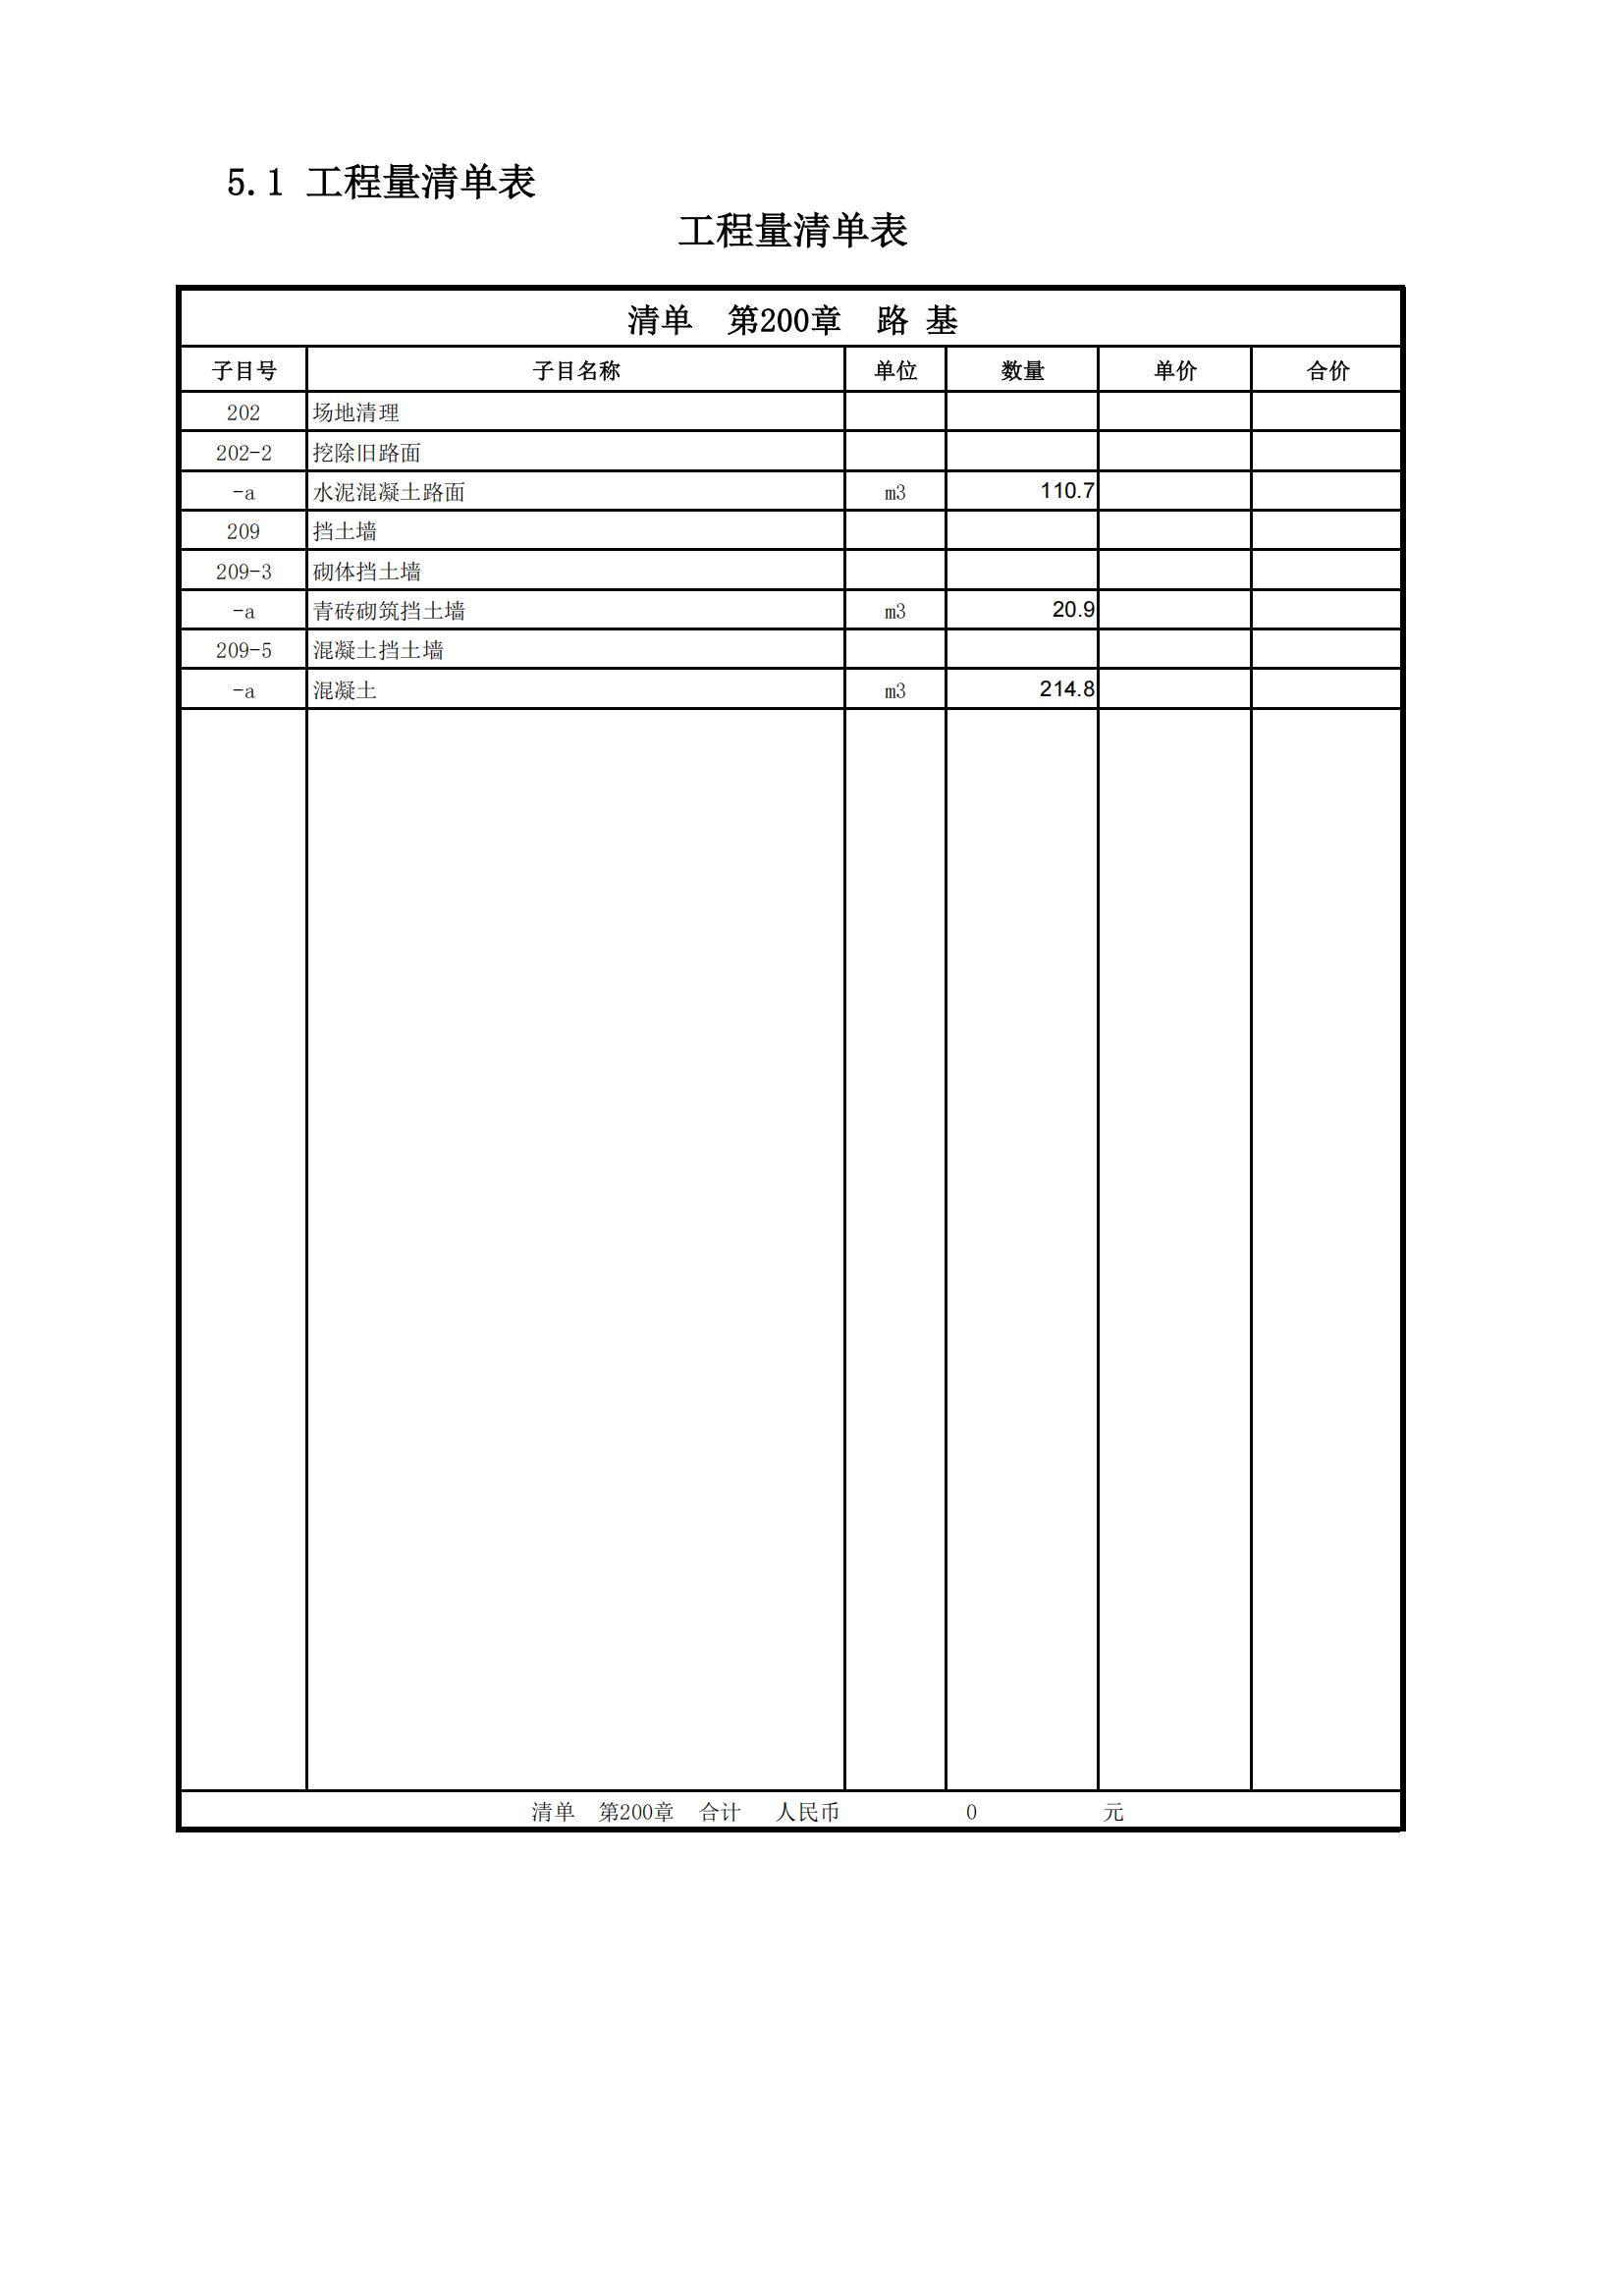 5.1 工程量清单表
工程量清单表
清单 第200章 路 基
子目号 子目名称 单位 数量 单价 合价
202 场地清理
202-2 挖除旧路面
-a 水泥混凝土路面 m3 110.7
209 挡土墙
209-3 砌体挡土墙
-a 青砖砌筑挡土墙 m3 20.9
209-5 混凝土挡土墙
-a 混凝土 m3 214.8
清单 第200章 合计 人民币 0 元